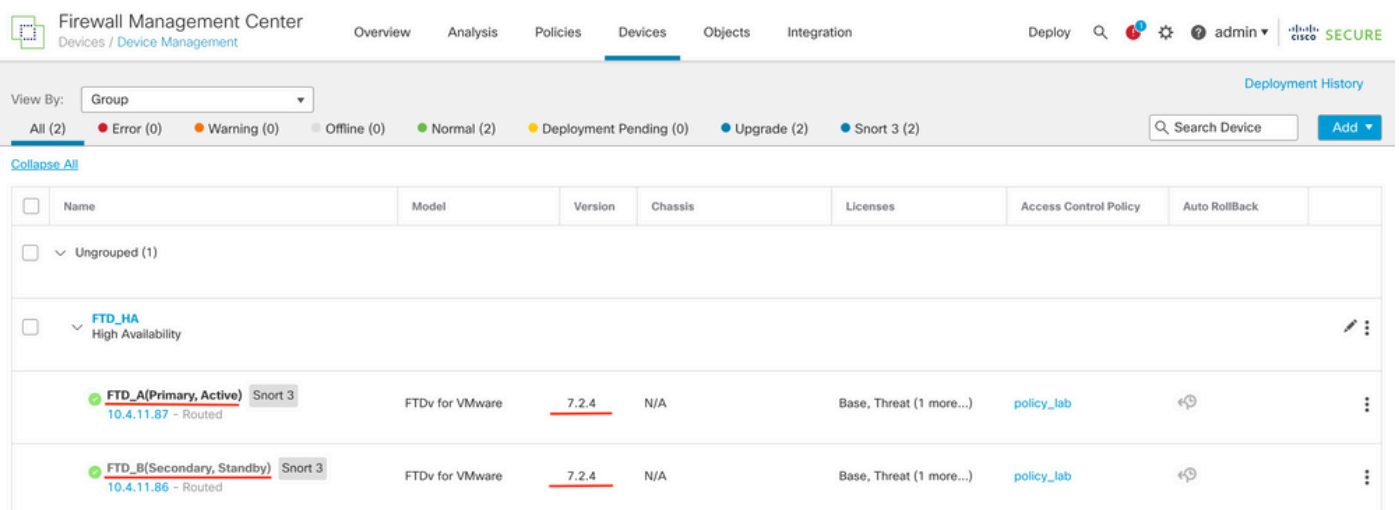 Firewall Management Center
Devices / Device Management
Overview Analysis Policies Devices Objects Integration Deploy 1 admin cisco SECURE
Deployment History
View By: Group
All (2) Error (0) Warning (0) Offline (0) Normal (2) Deployment Pending (0) Upgrade (2) Snort 3 (2) Search Device Add
Collapse All
Name Model Version Chassis Licenses Access Control Policy Auto RollBack
Ungrouped (1)
FTD_HA
High Availability
FTD_A(Primary, Active) Snort 3
10.4.11.87 - Routed
FTDv for VMware 7.2.4 N/A Base, Threat (1 more...) policy_lab
FTD_B(Secondary, Standby) Snort 3
10.4.11.86 - Routed
FTDv for VMware 7.2.4 N/A Base, Threat (1 more...) policy_lab